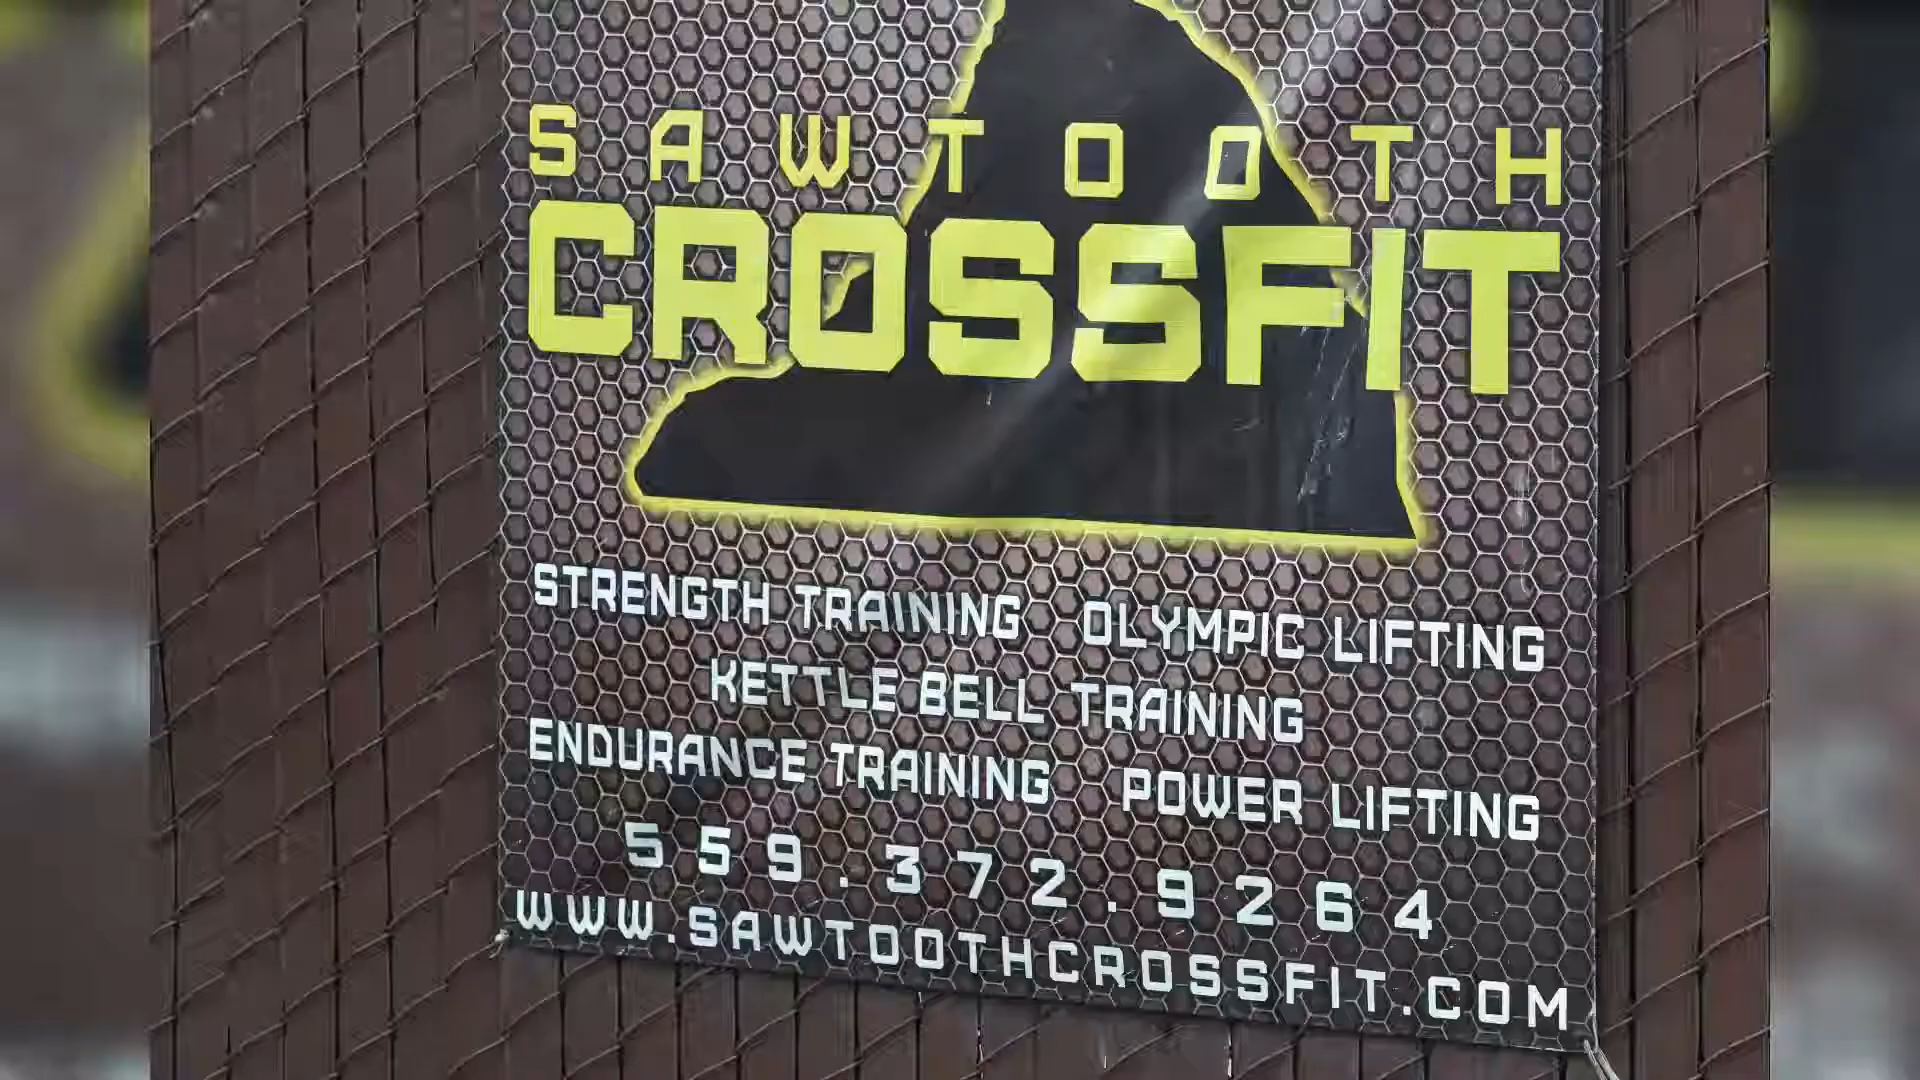 SAWTOOTH
CROSSFIT
STRENGTH TRAINING OLYMPIC LIFTING
KETTLE BELL TRAINING
ENDURANCE TRAINING POWER LIFTING
559.372.9264
WWW.SAWTOOTHCROSSFIT.COM